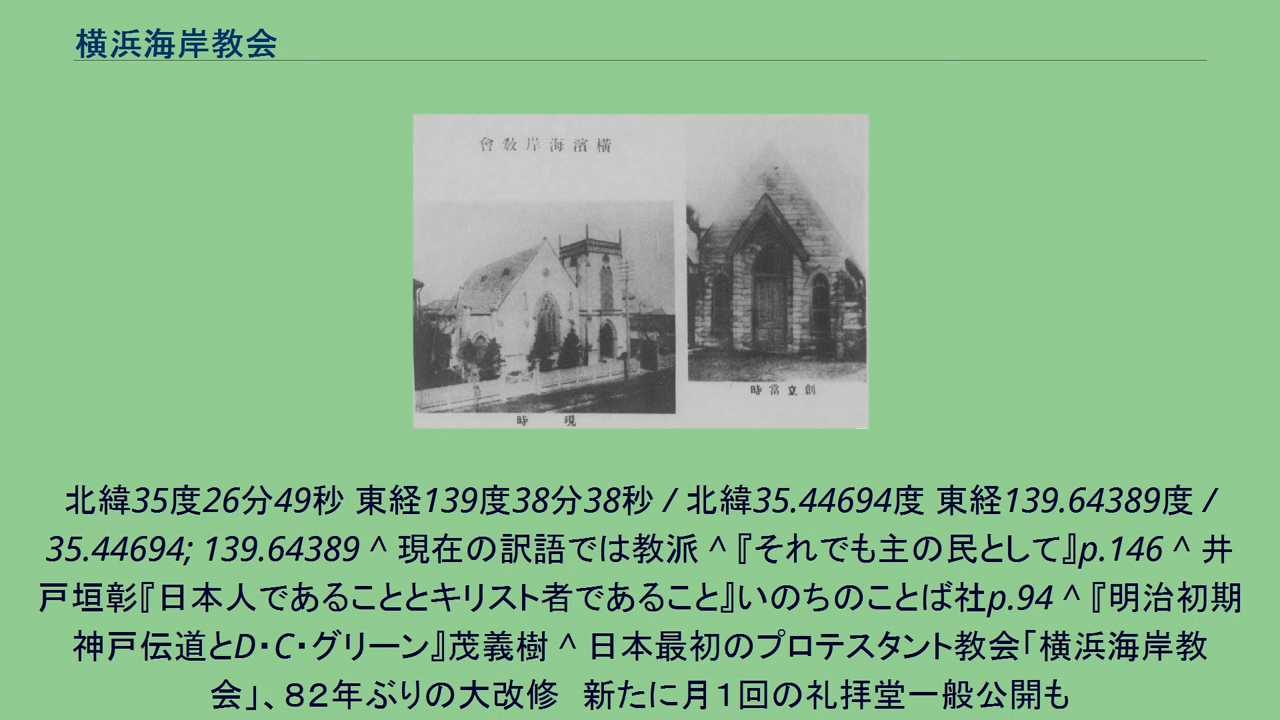 横浜海岸教会
會敎岸海濱橫
時當立創
時現
北緯35度26分49秒 東経139度38分38秒 / 北緯35.44694度 東経139.64389度 /
35.44694; 139.64389 ^ 現在の訳語では教派 ^ 『それでも主の民として』p.146 ^ 井
戸垣彰『日本人であることとキリスト者であること』いのちのことば社p.94 ^ 『明治初期
神戸伝道とD・C・グリーン』茂義樹 ^ 日本最初のプロテスタント教会「横浜海岸教
会」、８２年ぶりの大改修　新たに月１回の礼拝堂一般公開も